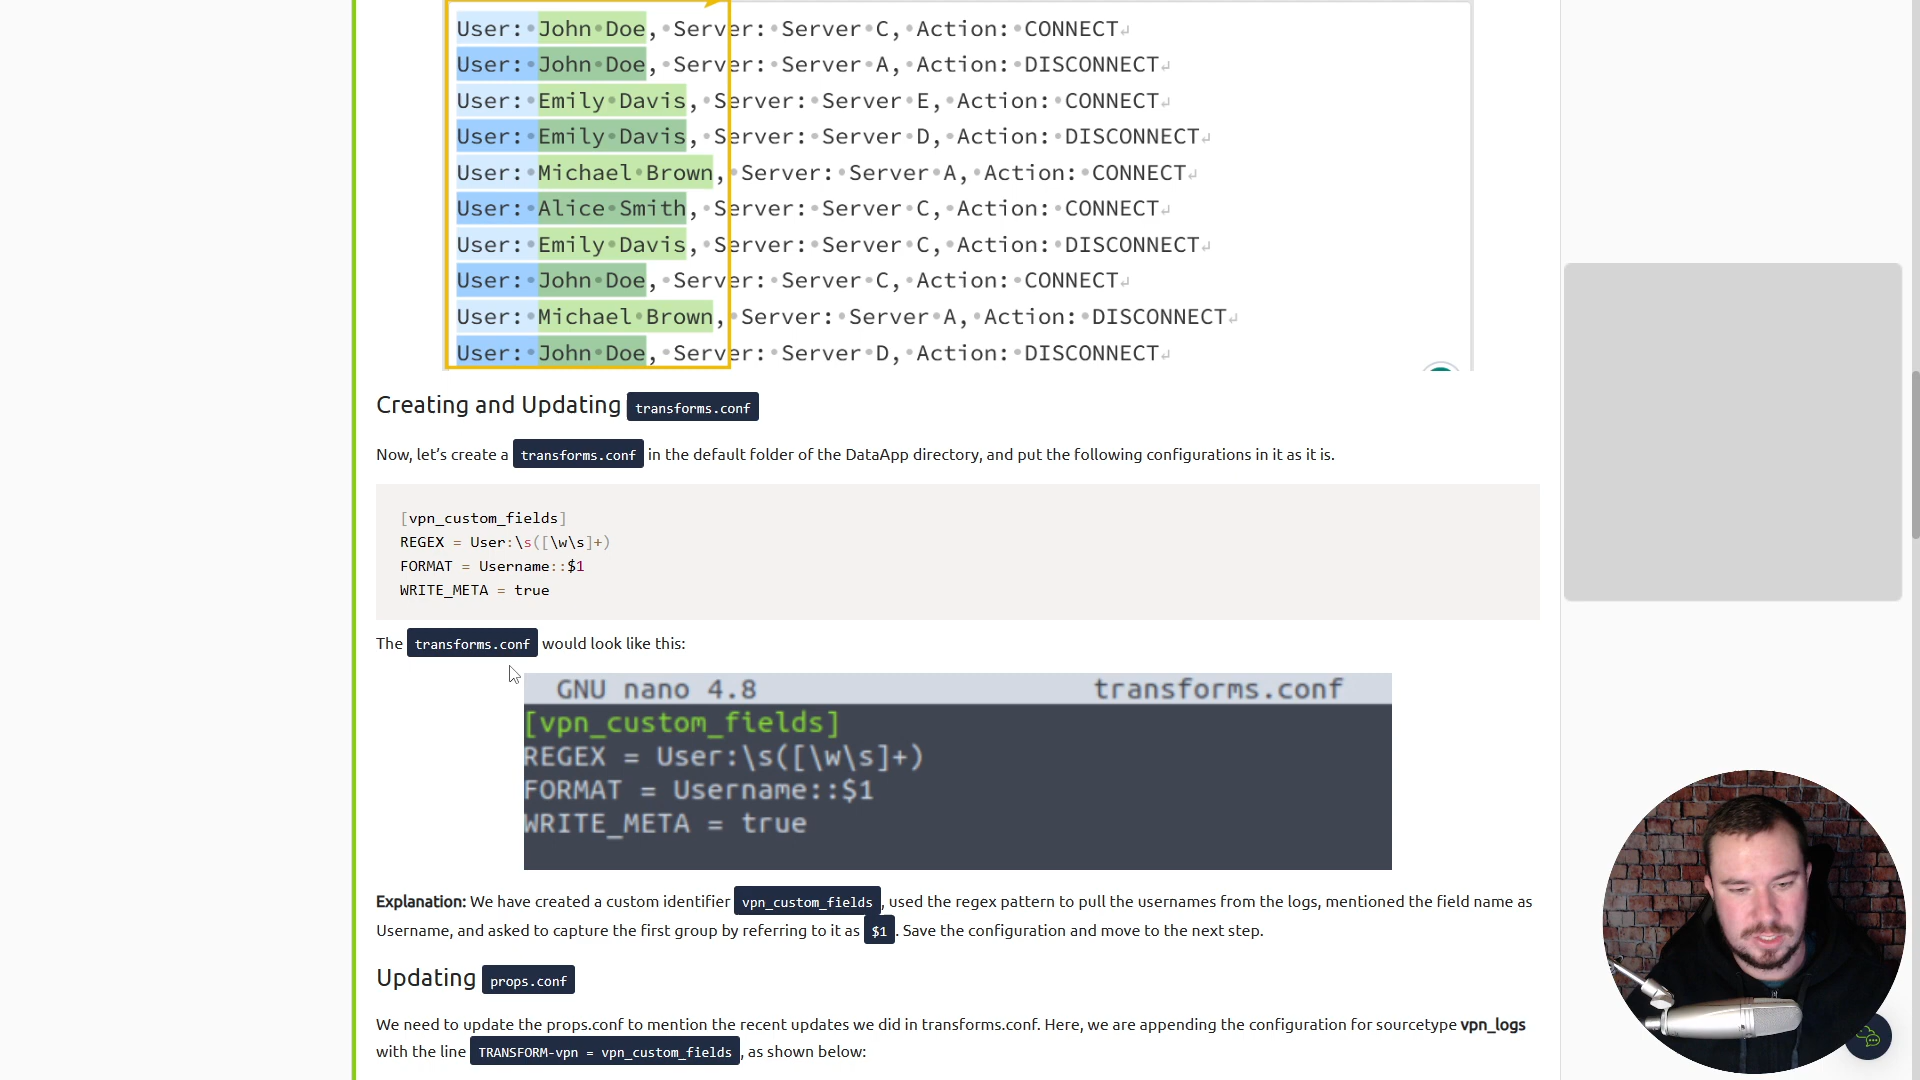 User: John Doe, Server: Server C, Action: CONNECT
User: John Doe, Server: Server A, Action: DISCONNECT
User: Emily Davis, Server: Server E, Action: CONNECT
User: Emily Davis, Server: Server D, Action: DISCONNECT
User: Michael Brown, Server: Server A, Action: CONNECT
User: Alice Smith, Server: Server C, Action: CONNECT
User: Emily Davis, Server: Server C, Action: DISCONNECT
User: John Doe, Server: Server C, Action: CONNECT
User: Michael Brown, Server: Server A, Action: DISCONNECT
User: John Doe, Server: Server D, Action: DISCONNECT
Creating and Updating transforms.conf
Now, let’s create a transforms.conf in the default folder of the DataApp directory, and put the following configurations in it as it is.
[vpn_custom_fields]
REGEX = User:\s([\w\s]+)
FORMAT = Username::$1
WRITE_META = true
The transforms.conf would look like this:
GNU nano 4.8 transforms.conf
[vpn_custom_fields]
REGEX = User:\s([\w\s]+)
FORMAT = Username::$1
WRITE_META = true
Explanation: We have created a custom identifier vpn_custom_fields, used the regex pattern to pull the usernames from the logs, mentioned the field name as
Username, and asked to capture the first group by referring to it as $1. Save the configuration and move to the next step.
Updating props.conf
We need to update the props.conf to mention the recent updates we did in transforms.conf. Here, we are appending the configuration for sourcetype vpn_logs
with the line TRANSFORM-vpn = vpn_custom_fields, as shown below: